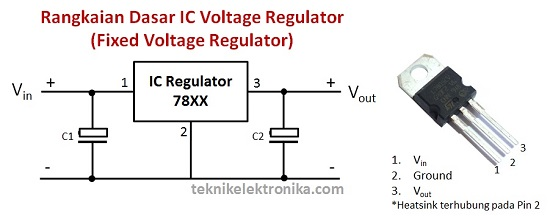 Rangkaian Dasar IC Voltage Regulator
(Fixed Voltage Regulator)
Vin + 1 IC Regulator 3 + Vout
78XX
C1 2 C2
- -
teknikelektronika.com
3
2
1
1. Vin
2. Ground
3. Vout
*Heatsink terhubung pada Pin 2